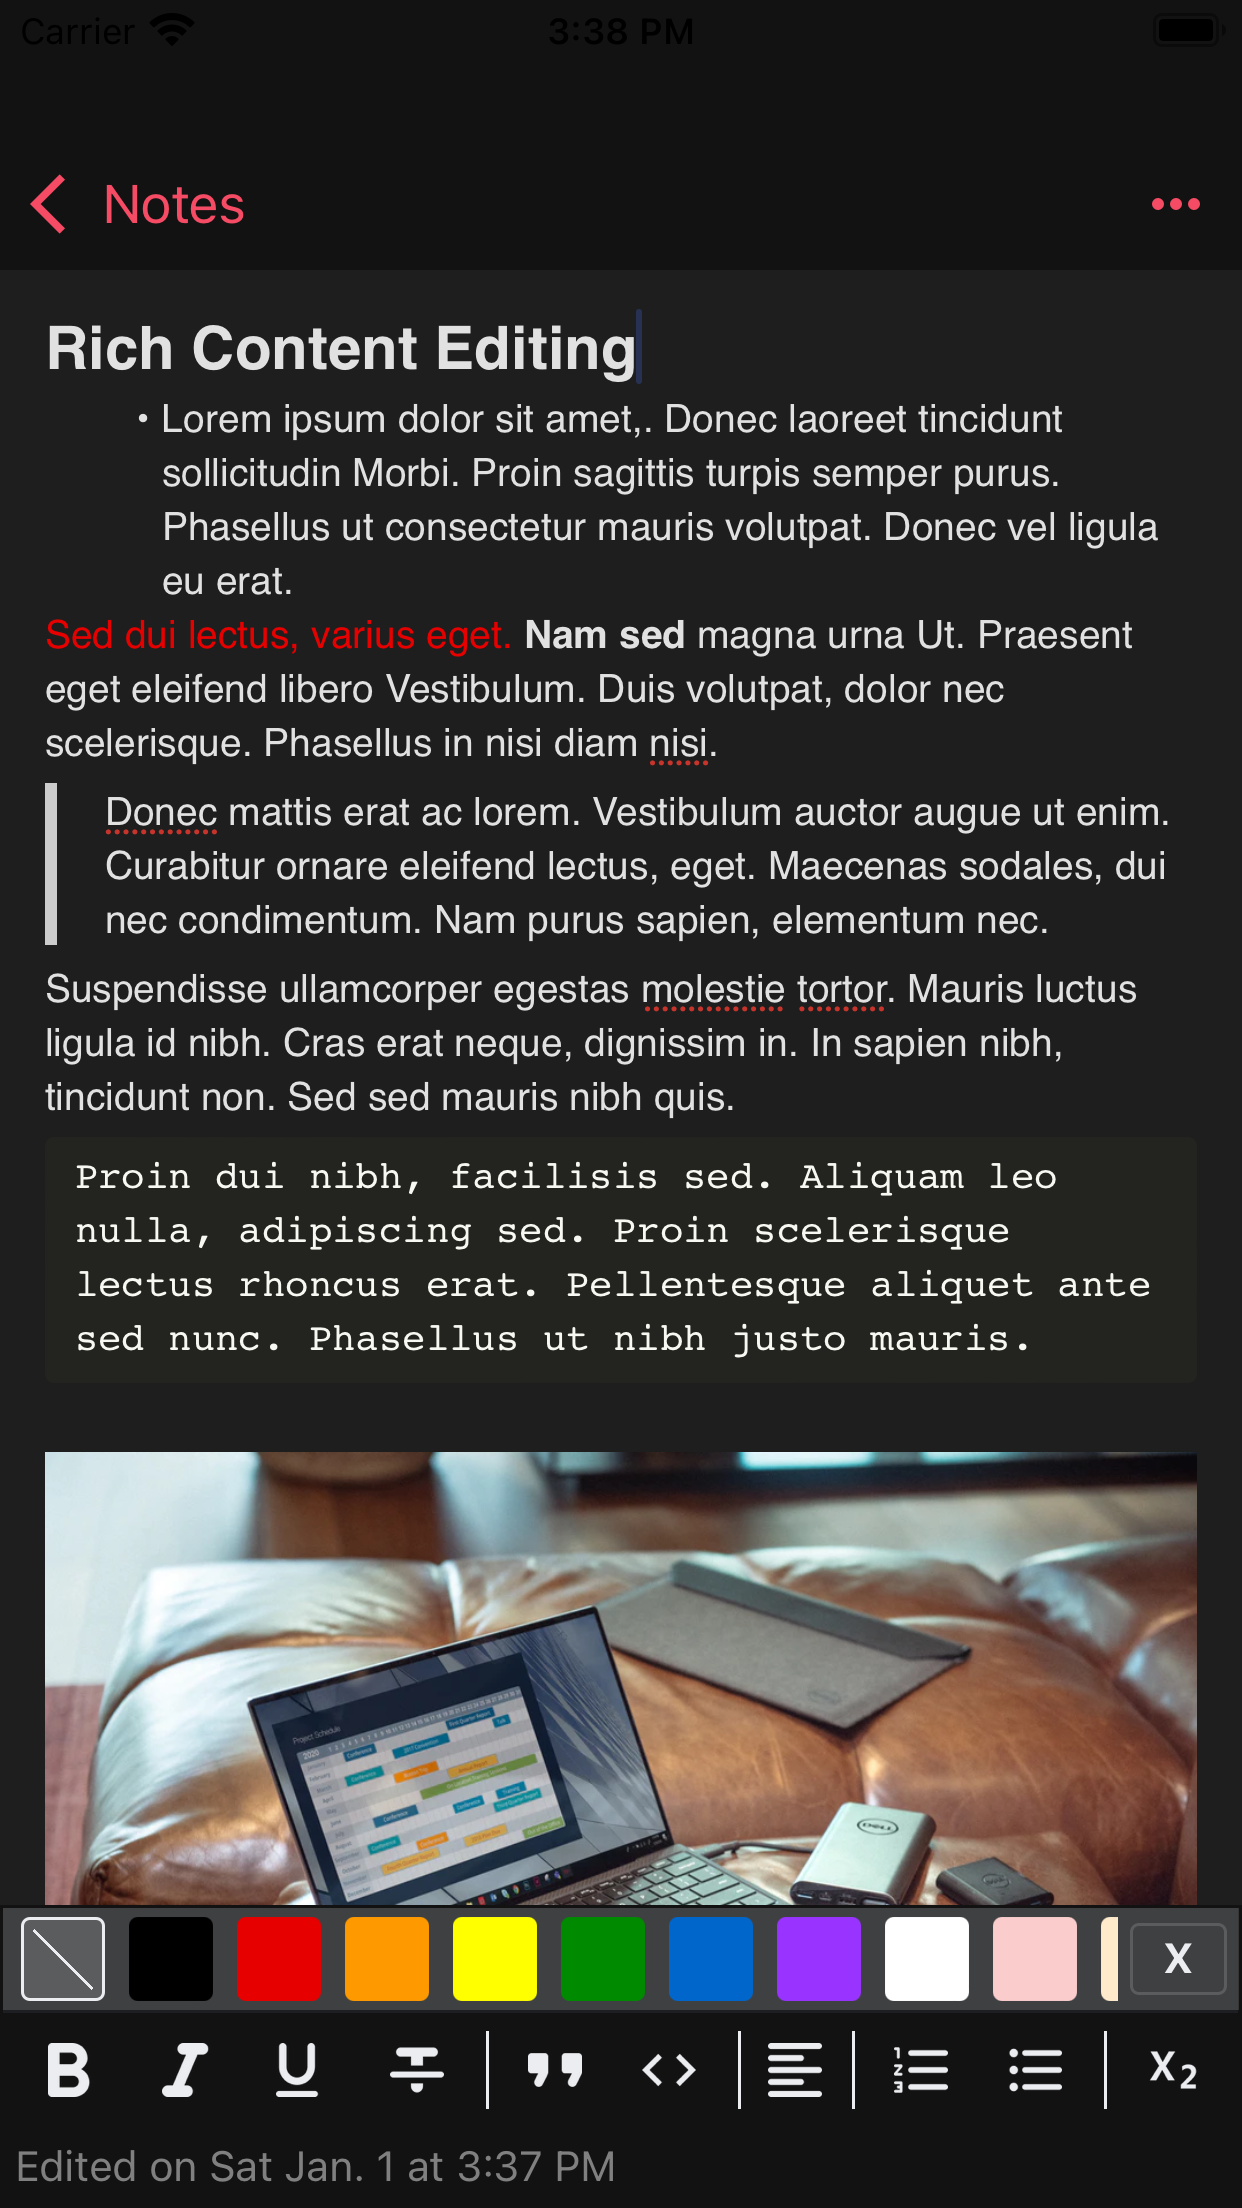 Carrier 3:38 PM
Notes
Rich Content Editing
• Lorem ipsum dolor sit amet,. Donec laoreet tincidunt
sollicitudin Morbi. Proin sagittis turpis semper purus.
Phasellus ut consectetur mauris volutpat. Donec vel ligula
eu erat.
Sed dui lectus, varius eget. Nam sed magna urna Ut. Praesent
eget eleifend libero Vestibulum. Duis volutpat, dolor nec
scelerisque. Phasellus in nisi diam nisi.
Donec mattis erat ac lorem. Vestibulum auctor augue ut enim.
Curabitur ornare eleifend lectus, eget. Maecenas sodales, dui
nec condimentum. Nam purus sapien, elementum nec.
Suspendisse ullamcorper egestas molestie tortor. Mauris luctus
ligula id nibh. Cras erat neque, dignissim in. In sapien nibh,
tincidunt non. Sed sed mauris nibh quis.
Proin dui nibh, facilisis sed. Aliquam leo
nulla, adipiscing sed. Proin scelerisque
lectus rhoncus erat. Pellentesque aliquet ante
sed nunc. Phasellus ut nibh justo mauris.
Project Schedule
2020
Conference
DELL
X
B I U S X2
Edited on Sat Jan. 1 at 3:37 PM